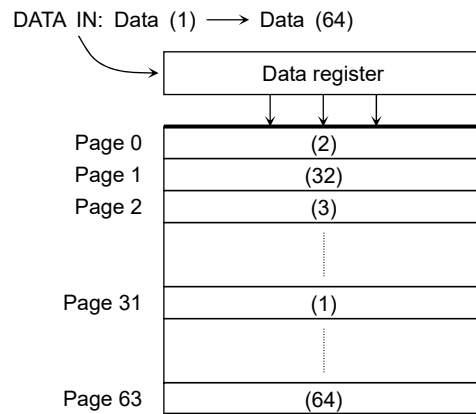 DATA IN: Data (1) ⟶ Data (64)
Data register
Page 0 (2)
Page 1 (32)
Page 2 (3)
Page 31 (1)
Page 63 (64)